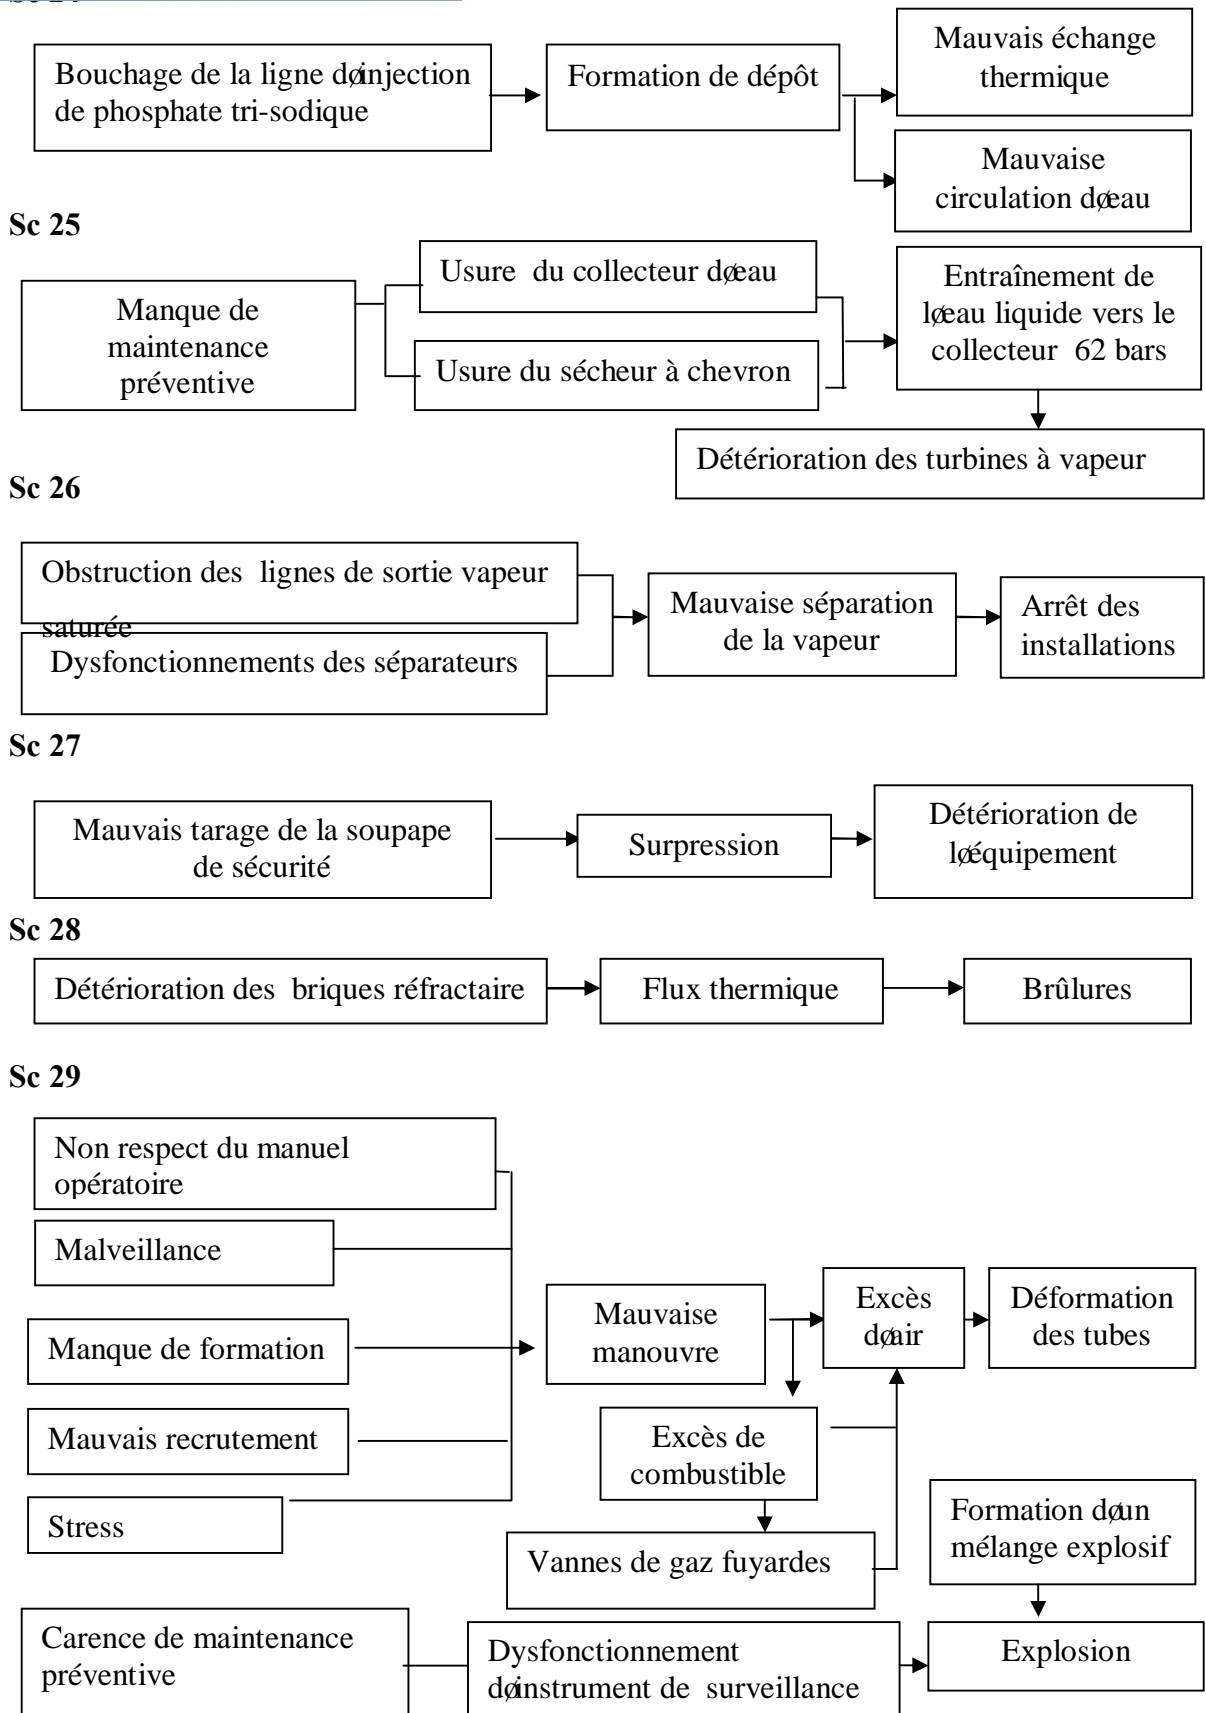 Sc 24
Bouchage de la ligne døinjection
de phosphate tri-sodique
Formation de dépôt
Mauvais échange
thermique
Mauvaise
circulation døeau
Sc 25
Manque de
maintenance
préventive
Usure du collecteur døeau
Usure du sécheur à chevron
Entraînement de
løeau liquide vers le
collecteur 62 bars
Détérioration des turbines à vapeur
Sc 26
Obstruction des lignes de sortie vapeur
saturée
Dysfonctionnements des séparateurs
Mauvaise séparation
de la vapeur
Arrêt des
installations
Sc 27
Mauvais tarage de la soupape
de sécurité
Surpression
Détérioration de
løéquipement
Sc 28
Détérioration des briques réfractaire
Flux thermique
Brûlures
Sc 29
Non respect du manuel
opératoire
Malveillance
Manque de formation
Mauvais recrutement
Stress
Mauvaise
manouvre
Excès
døair
Déformation
des tubes
Excès de
combustible
Vannes de gaz fuyardes
Formation døun
mélange explosif
Carence de maintenance
préventive
Dysfonctionnement
døinstrument de surveillance
Explosion